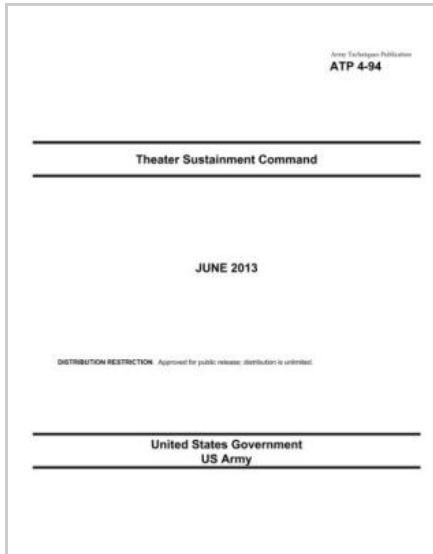 Army Techniques Publication
ATP 4-94
Theater Sustainment Command
JUNE 2013
DISTRIBUTION RESTRICTION. Approved for public release; distribution is unlimited.
United States Government
US Army